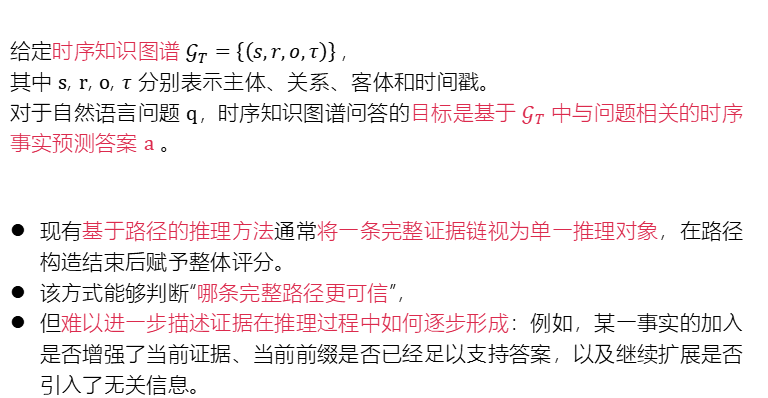 给定时序知识图谱 𝒢_T = {(s, r, o, τ)} ,
其中 s, r, o, τ 分别表示主体、关系、客体和时间戳。
对于自然语言问题 q，时序知识图谱问答的目标是基于 𝒢_T 中与问题相关的时序
事实预测答案 a 。
● 现有基于路径的推理方法通常将一条完整证据链视为单一推理对象，在路径
构造结束后赋予整体评分。
● 该方式能够判断“哪条完整路径更可信”，
● 但难以进一步描述证据在推理过程中如何逐步形成：例如，某一事实的加入
是否增强了当前证据、当前前缀是否已经足以支持答案，以及继续扩展是否
引入了无关信息。